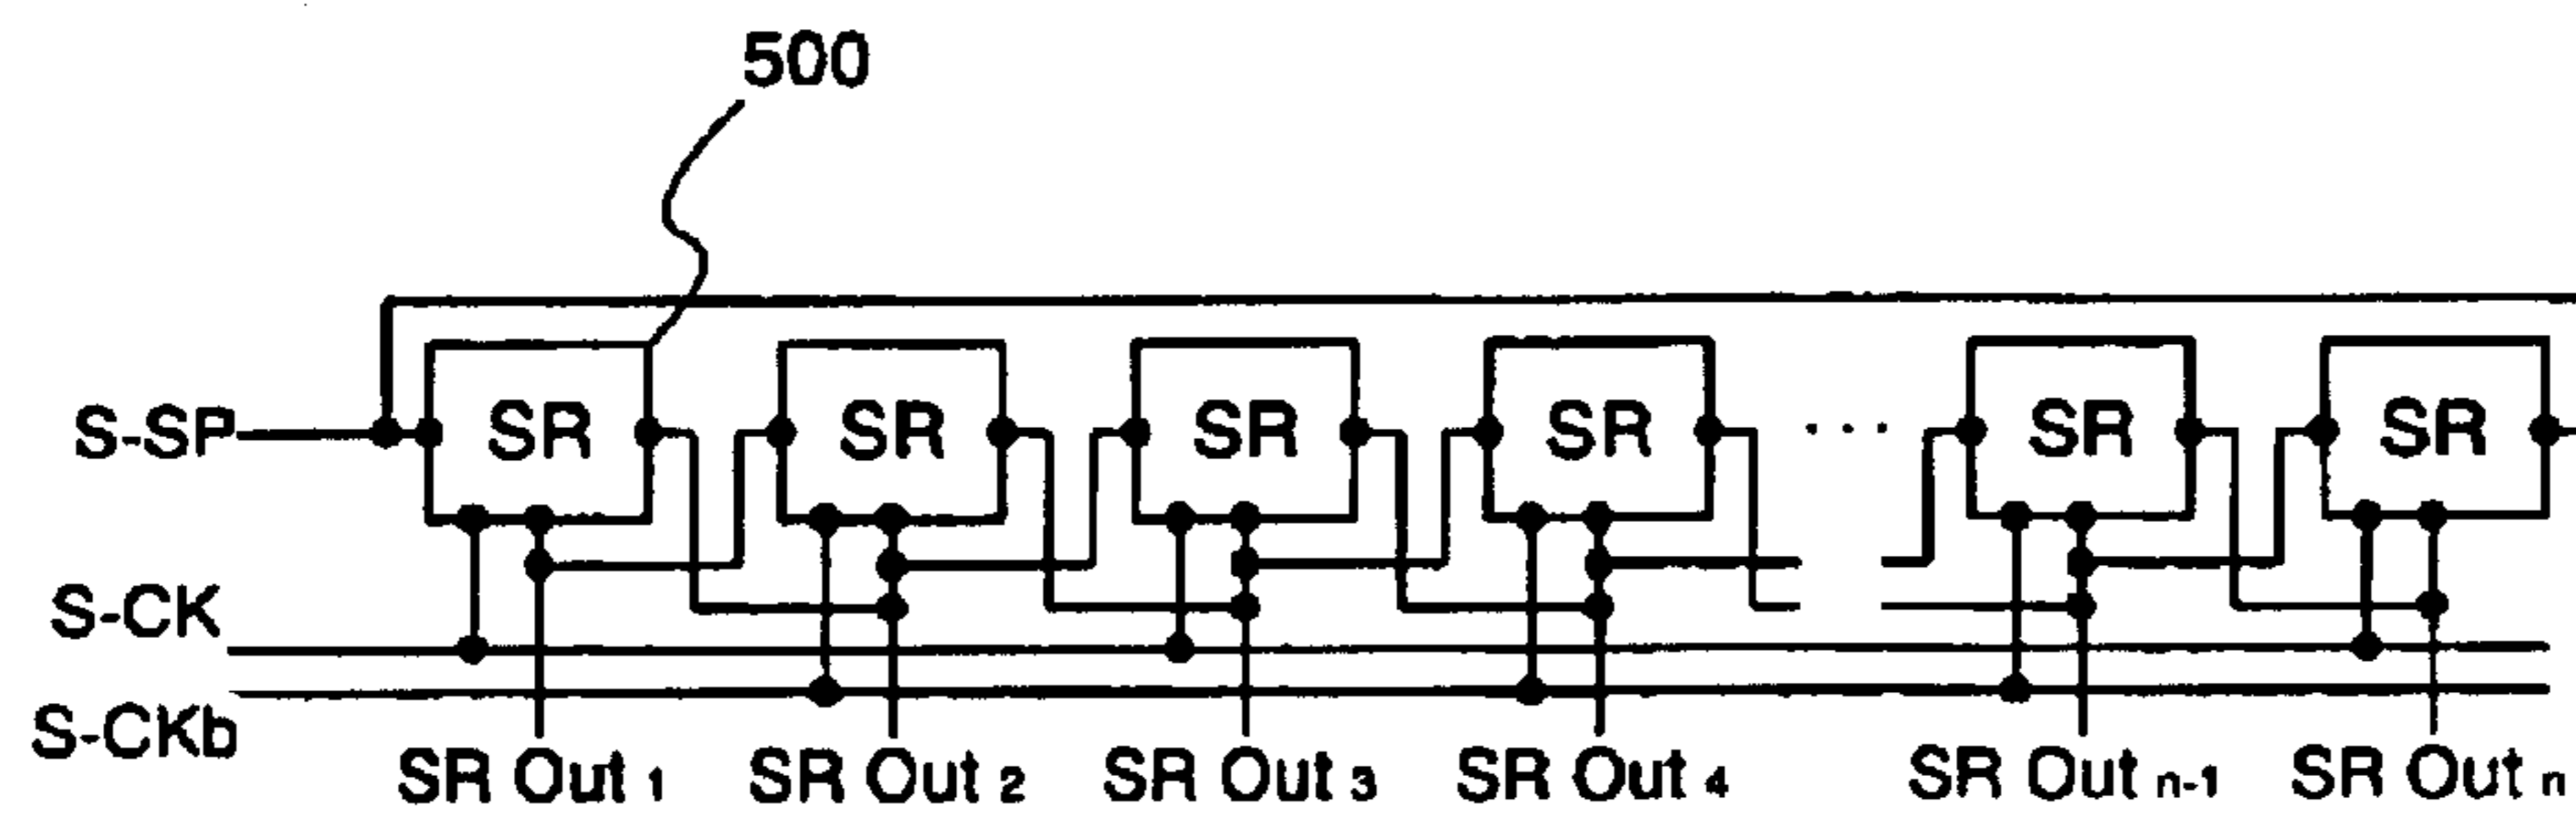 500
S-SP
SR SR SR SR ... SR SR
S-CK
S-CKb
SR Out 1 SR Out 2 SR Out 3 SR Out 4 SR Out n-1 SR Out n